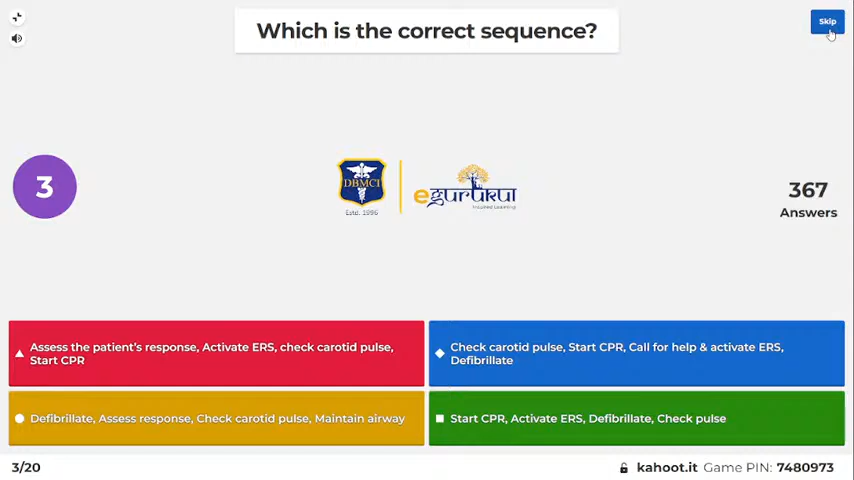 Skip
Which is the correct sequence?
3
DBMCI
Estd. 1996
egurukul
367
Answers
Assess the patient's response, Activate ERS, check carotid pulse,
Start CPR
Check carotid pulse, Start CPR, Call for help & activate ERS,
Defibrillate
Defibrillate, Assess response, Check carotid pulse, Maintain airway
Start CPR, Activate ERS, Defibrillate, Check pulse
3/20
kahoot.it Game PIN: 7480973